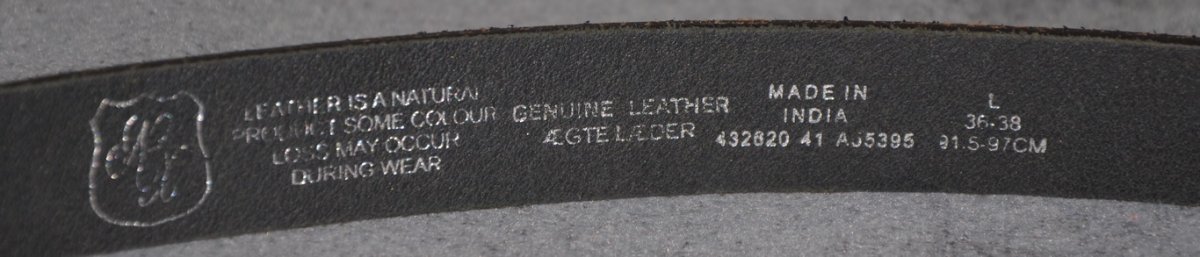 LEATHER IS A NATURAL
PRODUCT SOME COLOUR
LOSS MAY OCCUR
DURING WEAR
GENUINE LEATHER
ÆGTE LÆDER
MADE IN
INDIA
432620 41 A05395
L
36-38
91.5-97CM